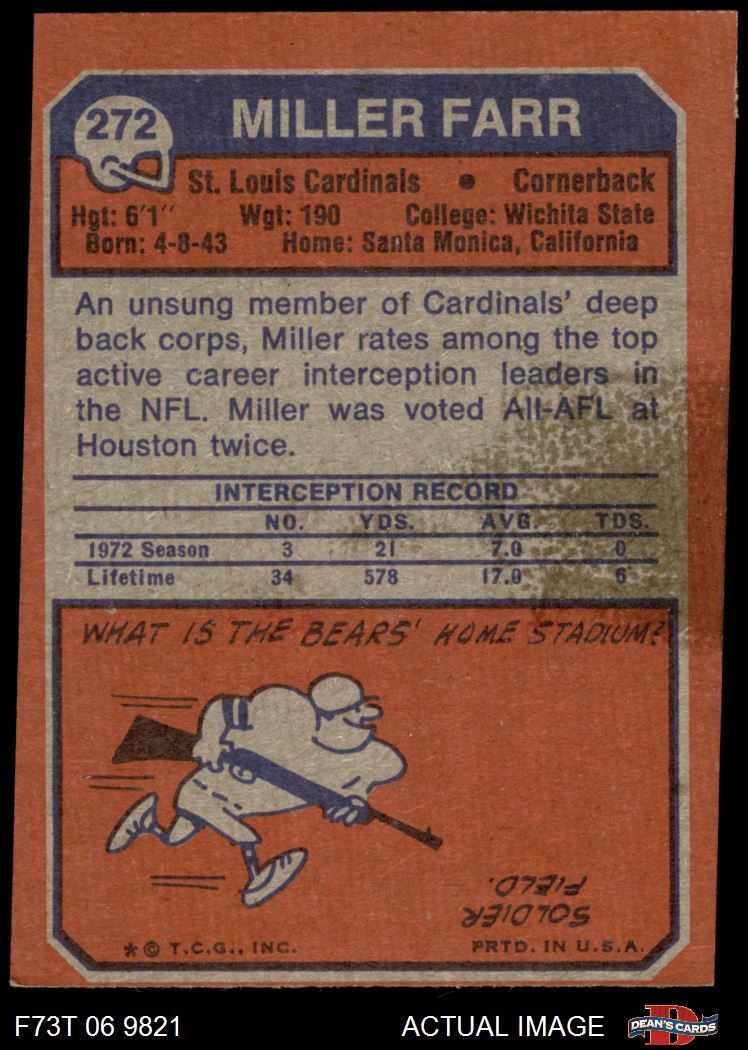 272
MILLER FARR
St. Louis Cardinals • Cornerback
Hgt: 6'1" Wgt: 190 College: Wichita State
Born: 4-8-43 Home: Santa Monica, California
An unsung member of Cardinals' deep
back corps, Miller rates among the top
active career interception leaders in
the NFL. Miller was voted All-AFL at
Houston twice.
INTERCEPTION RECORD
NO. YDS. AVG. TDS.
1972 Season 3 21 7.0 0
Lifetime 34 578 17.0 6
WHAT IS THE BEARS' HOME STADIUM?
SOLDIER
FIELD.
* © T.C.G., INC. PRTD. IN U.S.A.
F73T 06 9821 ACTUAL IMAGE
D
DEAN'S CARDS